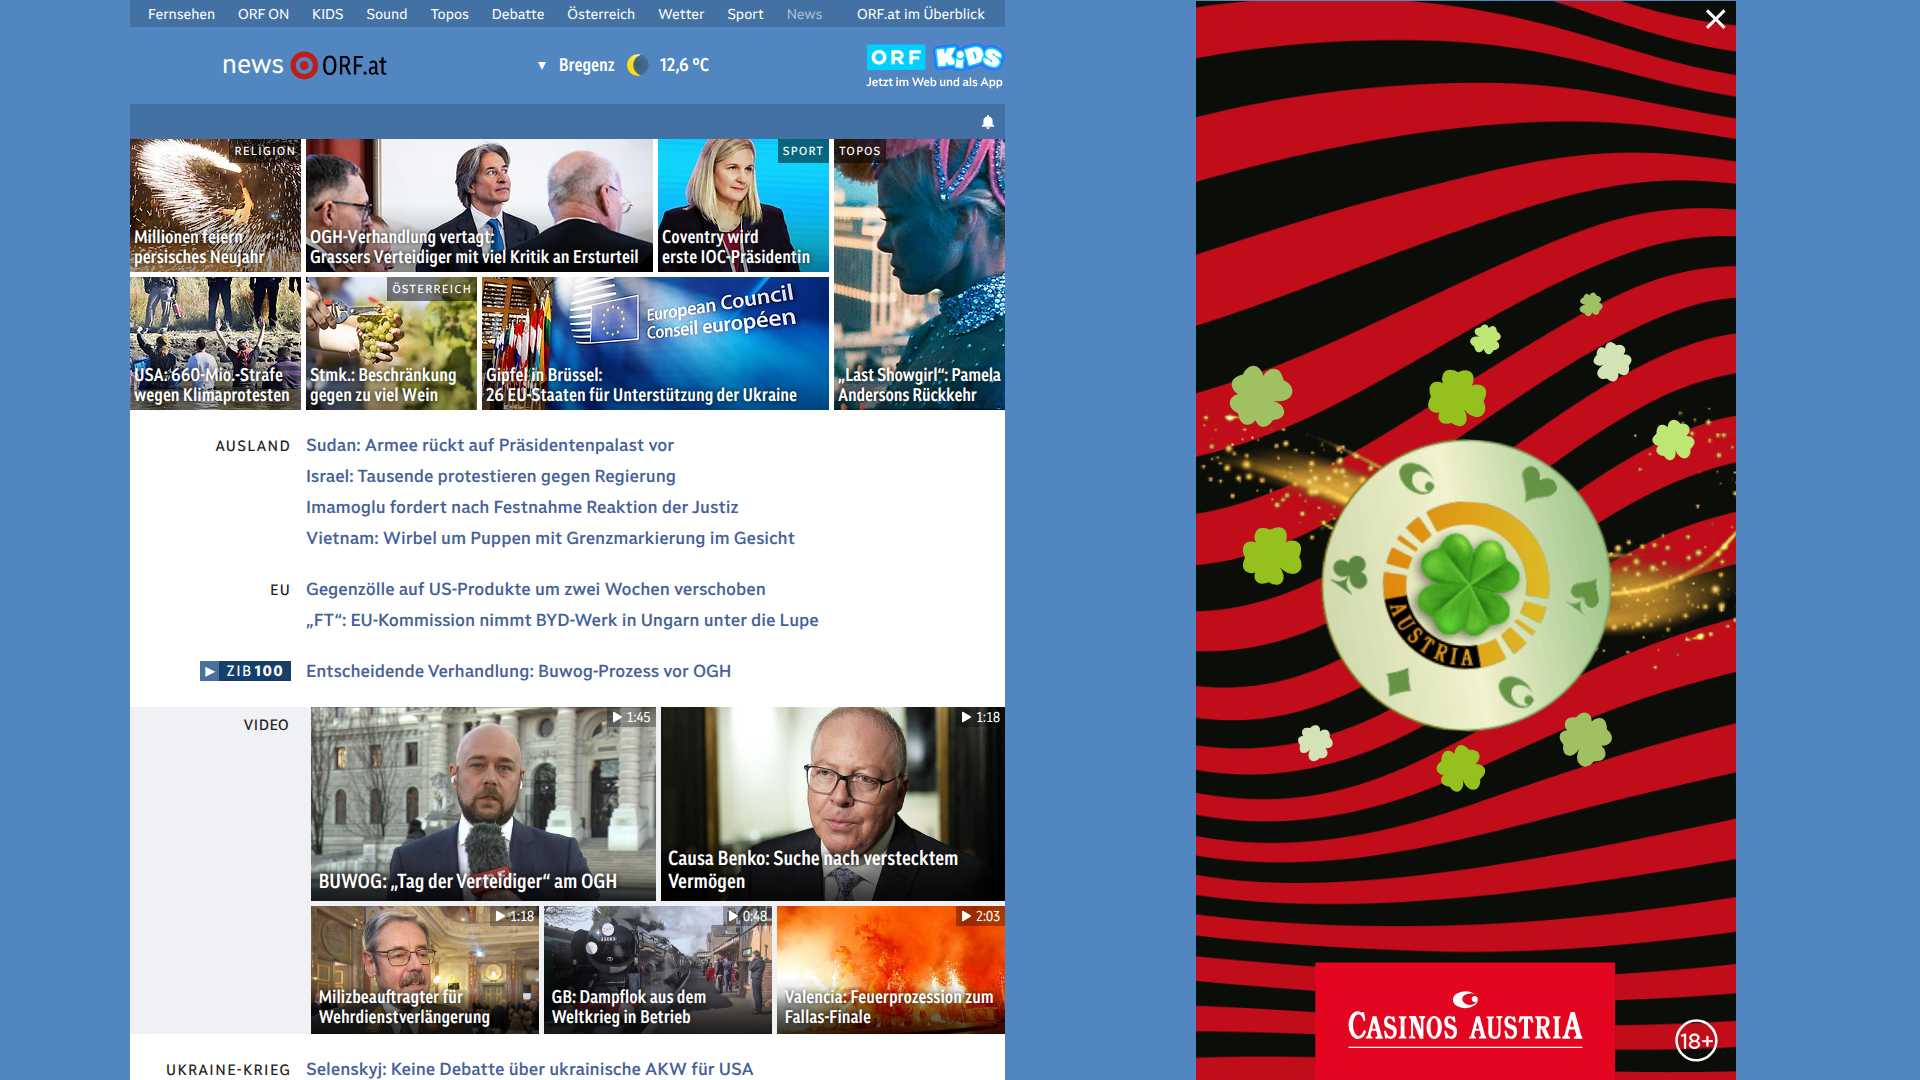 Fernsehen ORF ON KIDS Sound Topos Debatte Österreich Wetter Sport News ORF.at im Überblick
news ORF.at
▼ Bregenz 12,6 °C
ORF KiDS
Jetzt im Web und als App
RELIGION
Millionen feiern
persisches Neujahr
OGH-Verhandlung vertagt:
Grassers Verteidiger mit viel Kritik an Ersturteil
SPORT
Coventry wird
erste IOC-Präsidentin
TOPOS
„Last Showgirl“: Pamela
Andersons Rückkehr
USA: 660-Mio.-Strafe
wegen Klimaprotesten
ÖSTERREICH
Stmk.: Beschränkung
gegen zu viel Wein
European Council
Conseil européen
Gipfel in Brüssel:
26 EU-Staaten für Unterstützung der Ukraine
AUSLAND
Sudan: Armee rückt auf Präsidentenpalast vor
Israel: Tausende protestieren gegen Regierung
Imamoglu fordert nach Festnahme Reaktion der Justiz
Vietnam: Wirbel um Puppen mit Grenzmarkierung im Gesicht
EU
Gegenzölle auf US-Produkte um zwei Wochen verschoben
„FT“: EU-Kommission nimmt BYD-Werk in Ungarn unter die Lupe
ZIB100
Entscheidende Verhandlung: Buwog-Prozess vor OGH
VIDEO
1:45
BUWOG: „Tag der Verteidiger“ am OGH
1:18
Causa Benko: Suche nach verstecktem
Vermögen
1:18
Milizbeauftragter für
Wehrdienstverlängerung
0:48
GB: Dampflok aus dem
Weltkrieg in Betrieb
2:03
Valencia: Feuerprozession zum
Fallas-Finale
UKRAINE-KRIEG
Selenskyj: Keine Debatte über ukrainische AKW für USA
AUSTRIA
CASINOS AUSTRIA
18+